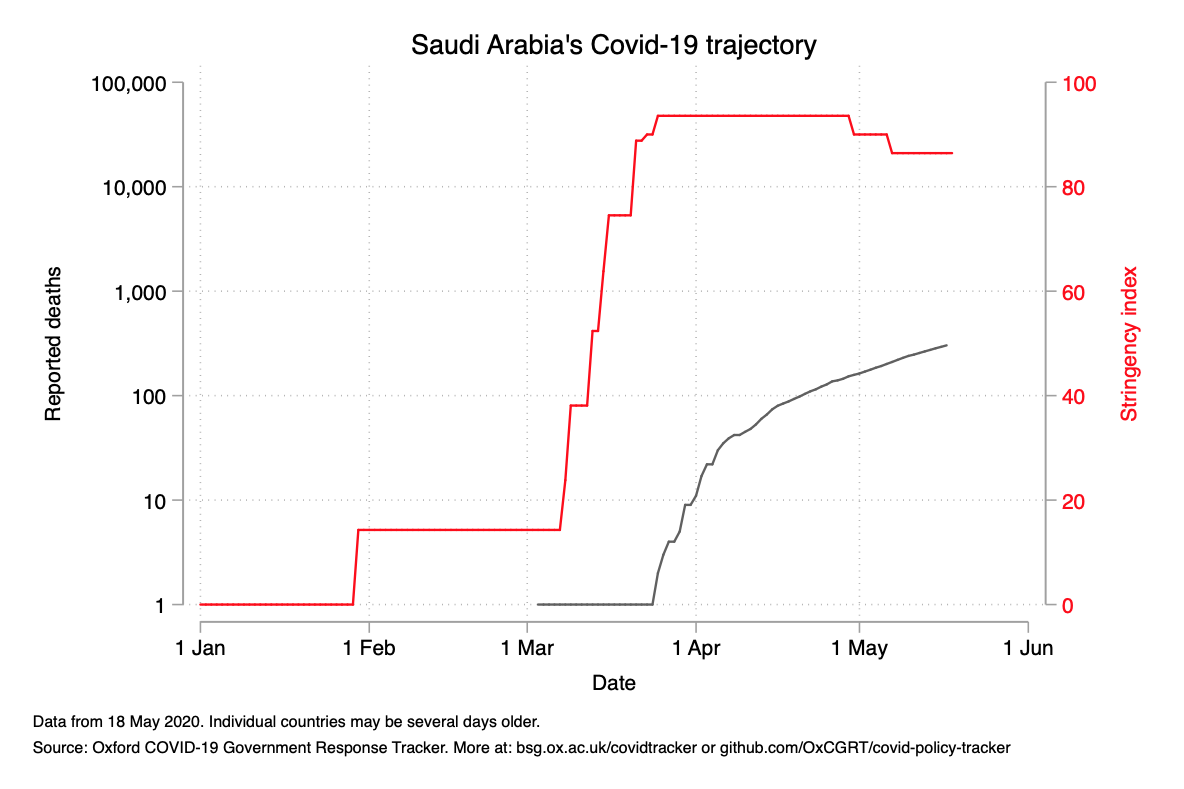 Saudi Arabia's Covid-19 trajectory
100,000
10,000
1,000
100
10
1
Reported deaths
100
80
60
40
20
0
Stringency index
1 Jan
1 Feb
1 Mar
1 Apr
1 May
1 Jun
Date
Data from 18 May 2020. Individual countries may be several days older.
Source: Oxford COVID-19 Government Response Tracker. More at: bsg.ox.ac.uk/covidtracker or github.com/OxCGRT/covid-policy-tracker